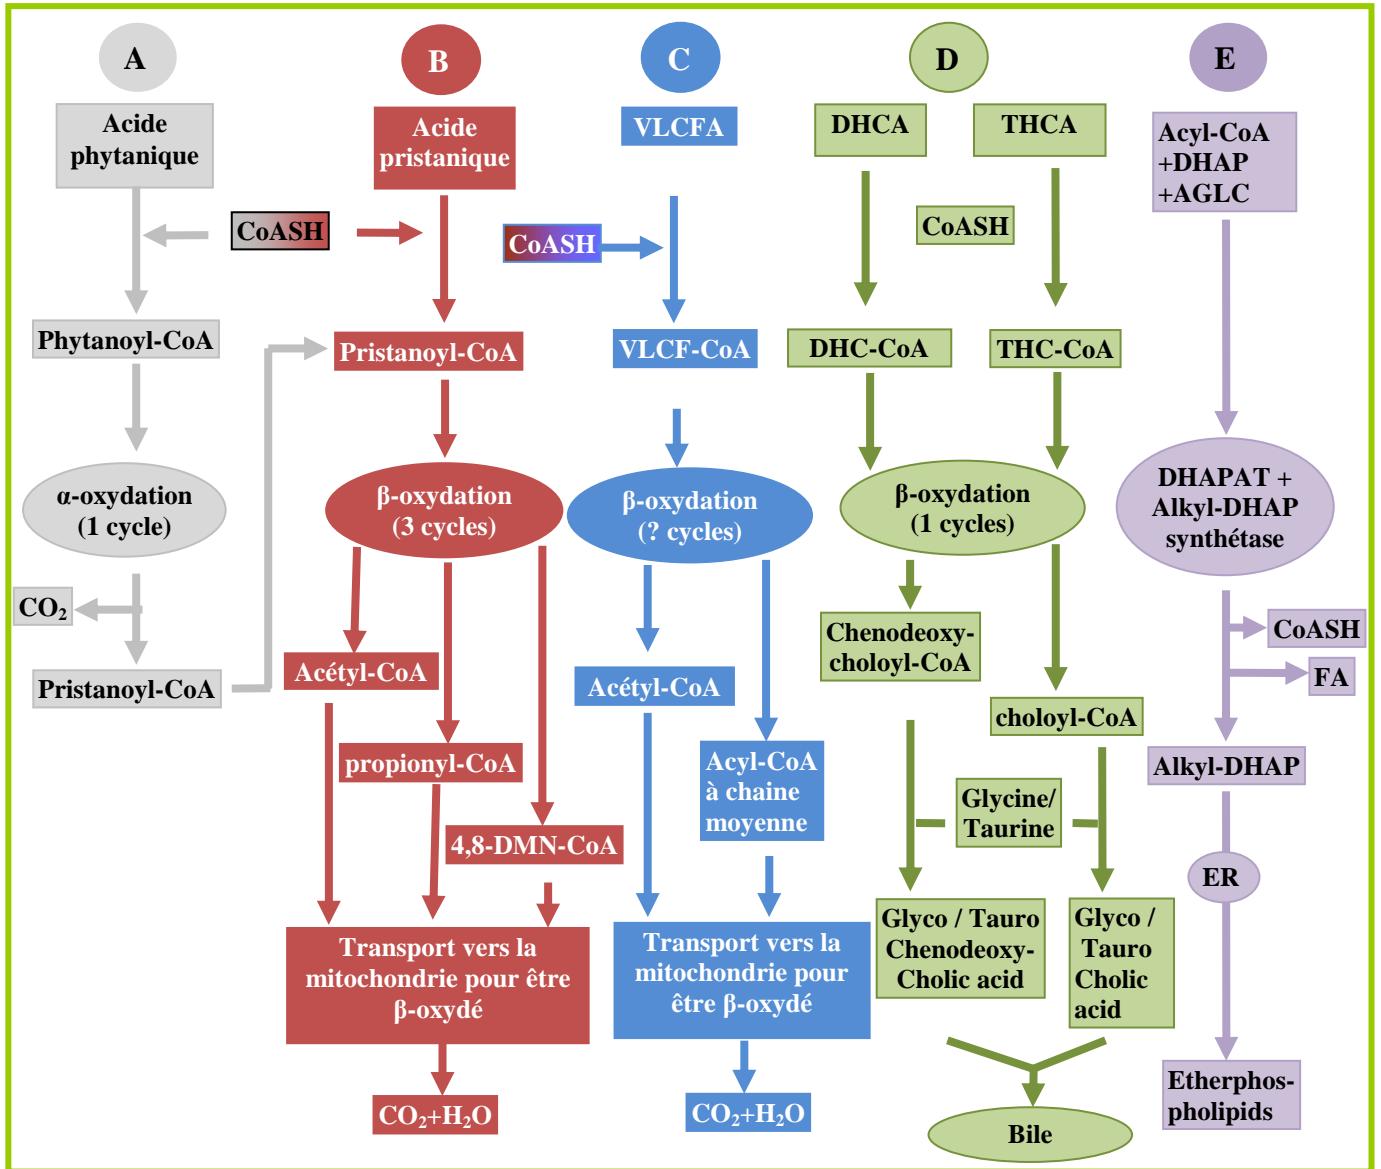 A
B
C
D
E
Acide
phytanique
Acide
pristanique
VLCFA
DHCA
THCA
Acyl-CoA
+DHAP
+AGLC
CoASH
CoASH
CoASH
Phytanoyl-CoA
Pristanoyl-CoA
VLCF-CoA
DHC-CoA
THC-CoA
α-oxydation
(1 cycle)
β-oxydation
(3 cycles)
β-oxydation
(? cycles)
β-oxydation
(1 cycles)
DHAPAT +
Alkyl-DHAP
synthétase
CO₂
Pristanoyl-CoA
Acétyl-CoA
propionyl-CoA
4,8-DMN-CoA
Acétyl-CoA
Acyl-CoA
à chaine
moyenne
Chenodeoxy-
choloyl-CoA
choloyl-CoA
CoASH
FA
Alkyl-DHAP
Glycine/
Taurine
ER
Transport vers la
mitochondrie pour être
β-oxydé
Transport vers la
mitochondrie pour
être β-oxydé
Glyco / Tauro
Chenodeoxy-
Cholic acid
Glyco /
Tauro
Cholic
acid
Etherphos-
pholipids
CO₂+H₂O
CO₂+H₂O
Bile